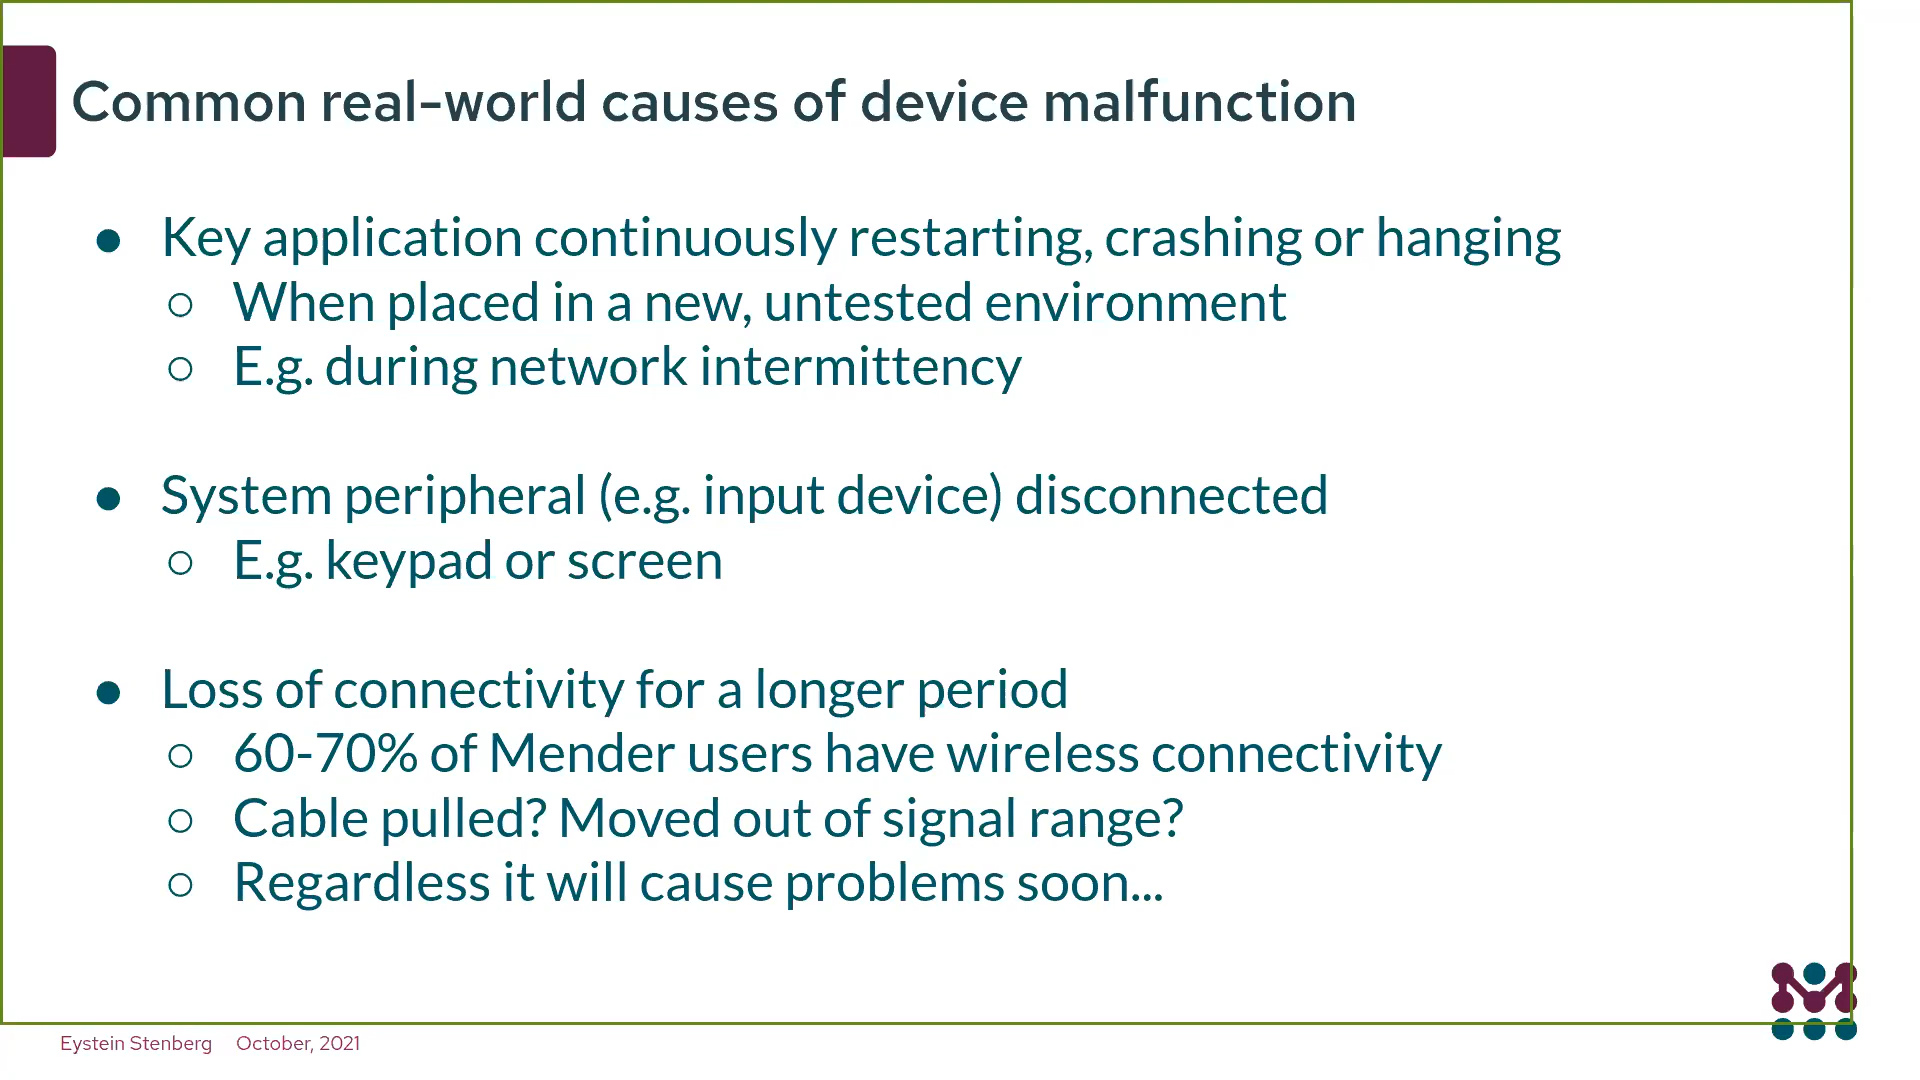 Common real-world causes of device malfunction
● Key application continuously restarting, crashing or hanging
○ When placed in a new, untested environment
○ E.g. during network intermittency
● System peripheral (e.g. input device) disconnected
○ E.g. keypad or screen
● Loss of connectivity for a longer period
○ 60-70% of Mender users have wireless connectivity
○ Cable pulled? Moved out of signal range?
○ Regardless it will cause problems soon...
Eystein Stenberg October, 2021